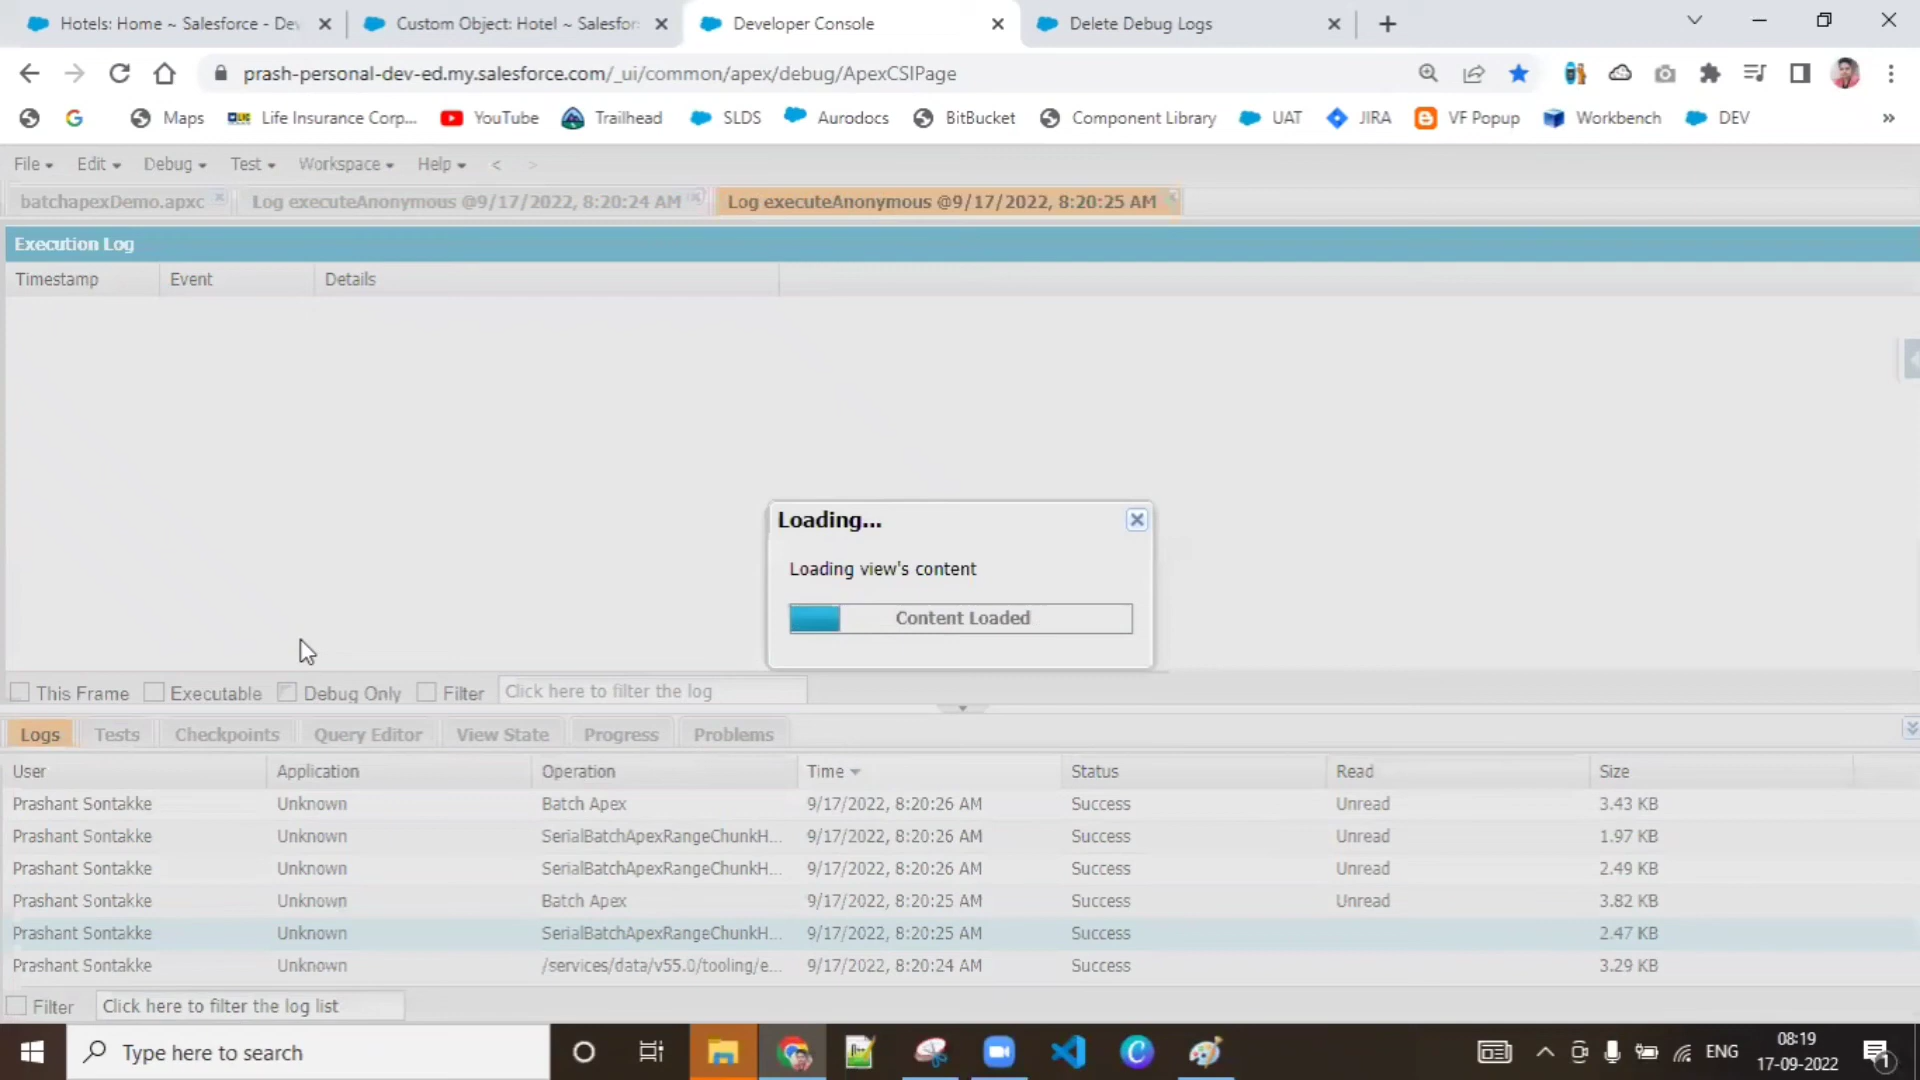 Hotels: Home ~ Salesforce - Dev
Custom Object: Hotel ~ Salesfor
Developer Console
Delete Debug Logs
prash-personal-dev-ed.my.salesforce.com/_ui/common/apex/debug/ApexCSIPage
Maps
Life Insurance Corp...
YouTube
Trailhead
SLDS
Aurodocs
BitBucket
Component Library
UAT
JIRA
VF Popup
Workbench
DEV
»
File Edit Debug Test Workspace Help < >
batchapexDemo.apxc
Log executeAnonymous @9/17/2022, 8:20:24 AM
Log executeAnonymous @9/17/2022, 8:20:25 AM
Execution Log
Timestamp Event Details
Loading...
Loading view's content
Content Loaded
This Frame Executable Debug Only Filter Click here to filter the log
Logs Tests Checkpoints Query Editor View State Progress Problems
User Application Operation Time Status Read Size
Prashant Sontakke Unknown Batch Apex 9/17/2022, 8:20:26 AM Success Unread 3.43 KB
Prashant Sontakke Unknown SerialBatchApexRangeChunkH... 9/17/2022, 8:20:26 AM Success Unread 1.97 KB
Prashant Sontakke Unknown SerialBatchApexRangeChunkH... 9/17/2022, 8:20:26 AM Success Unread 2.49 KB
Prashant Sontakke Unknown Batch Apex 9/17/2022, 8:20:25 AM Success Unread 3.82 KB
Prashant Sontakke Unknown SerialBatchApexRangeChunkH... 9/17/2022, 8:20:25 AM Success 2.47 KB
Prashant Sontakke Unknown /services/data/v55.0/tooling/e... 9/17/2022, 8:20:24 AM Success 3.29 KB
Filter Click here to filter the log list
Type here to search
ENG
08:19
17-09-2022
1